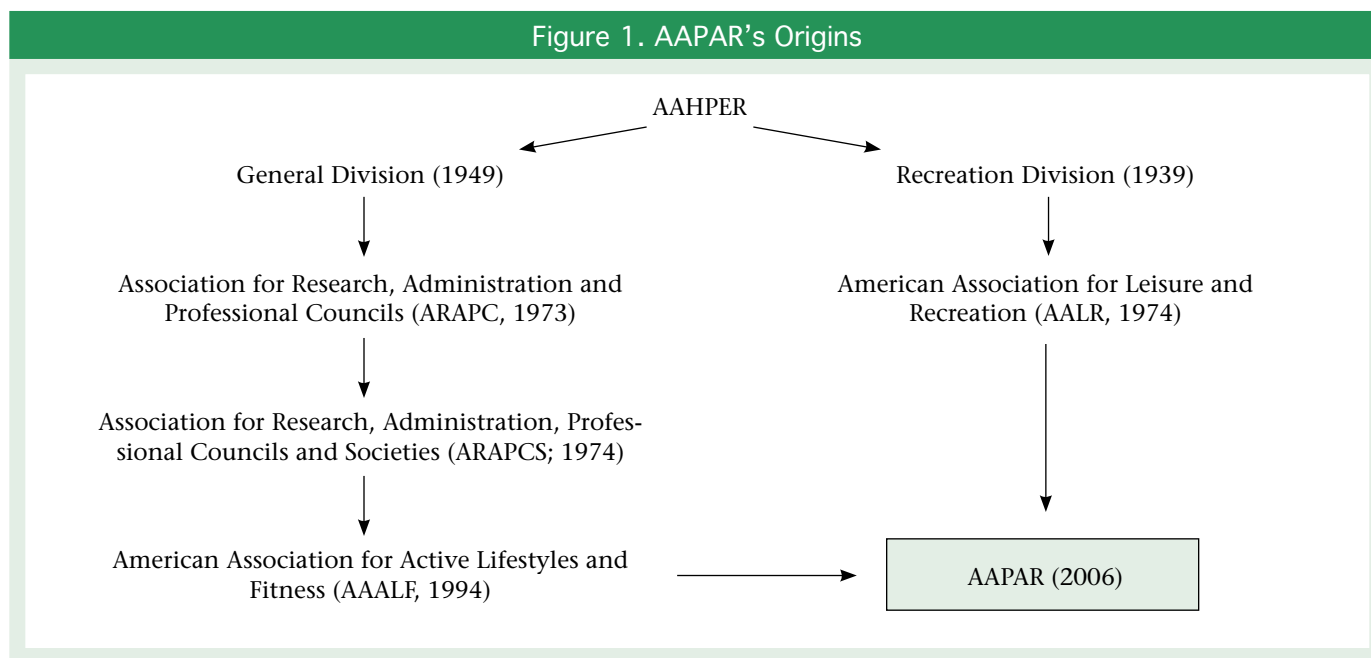 Figure 1. AAPAR's Origins
AAHPER
General Division (1949)
Recreation Division (1939)
Association for Research, Administration and
Professional Councils (ARAPC, 1973)
American Association for Leisure and
Recreation (AALR, 1974)
Association for Research, Administration, Profes-
sional Councils and Societies (ARAPCS; 1974)
American Association for Active Lifestyles and
Fitness (AAALF, 1994)
AAPAR (2006)